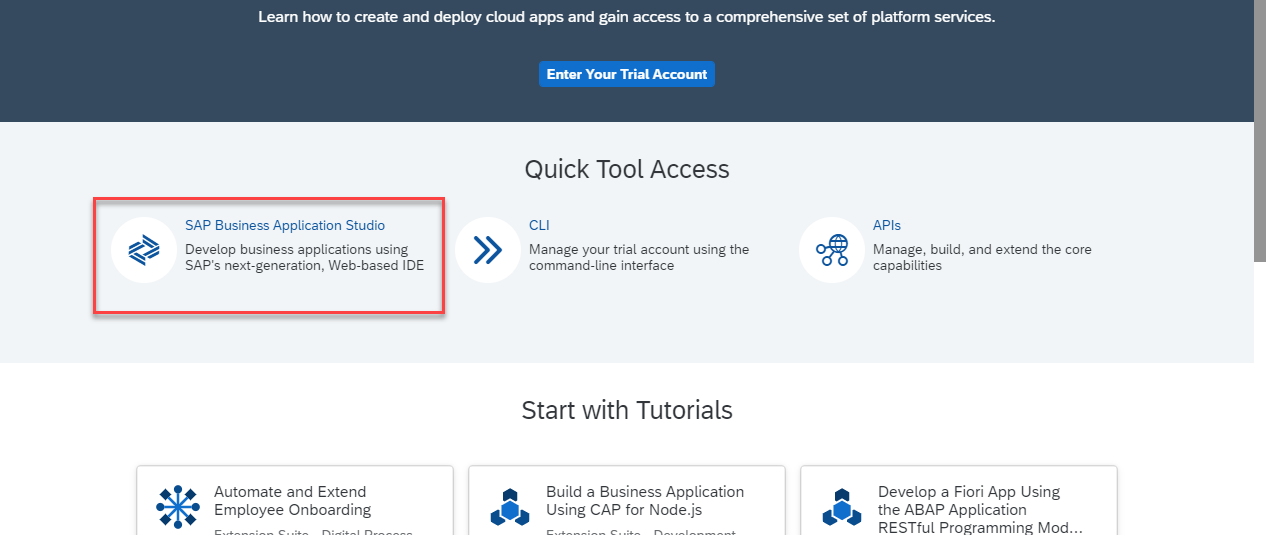 Learn how to create and deploy cloud apps and gain access to a comprehensive set of platform services.
Enter Your Trial Account
Quick Tool Access
SAP Business Application Studio
Develop business applications using
SAP's next-generation, Web-based IDE
CLI
Manage your trial account using the
command-line interface
APIs
Manage, build, and extend the core
capabilities
Start with Tutorials
Automate and Extend
Employee Onboarding
Extension Suite - Digital Process
Build a Business Application
Using CAP for Node.js
Extension Suite - Development
Develop a Fiori App Using
the ABAP Application
RESTful Programming Mod...